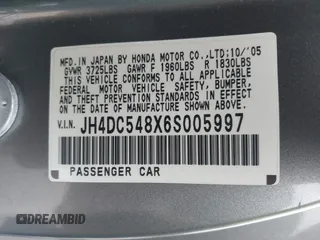 MFD. IN JAPAN BY HONDA MOTOR CO.,LTD:10/'05
GVWR 3725LBS GAWR F 1960LBS R 1830LBS
THIS VEHICLE CONFORMS TO ALL APPLICABLE
FEDERAL MOTOR VEHICLE SAFETY, BUMPER,
AND THEFT PREVENTION STANDARDS IN EFFECT
ON THE DATE OF MANUFACTURE SHOWN ABOVE.
V.I.N. JH4DC548X6S005997
PASSENGER CAR
DREAMBID